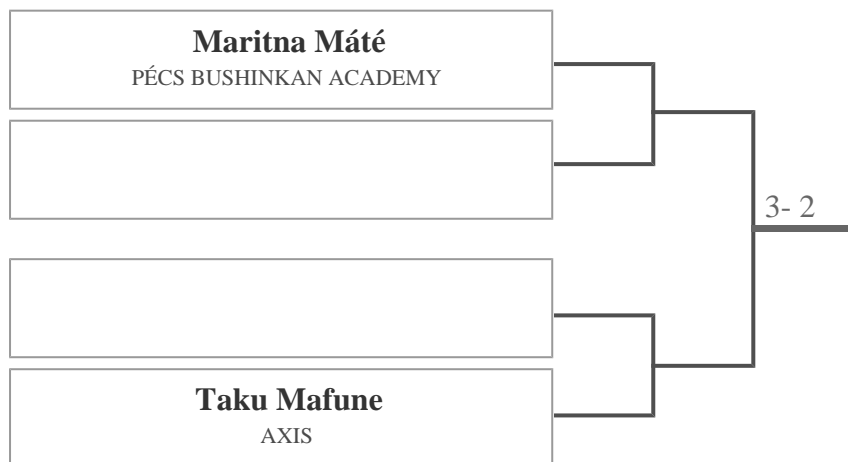 Maritna Máté
PÉCS BUSHINKAN ACADEMY
3- 2
Taku Mafune
AXIS